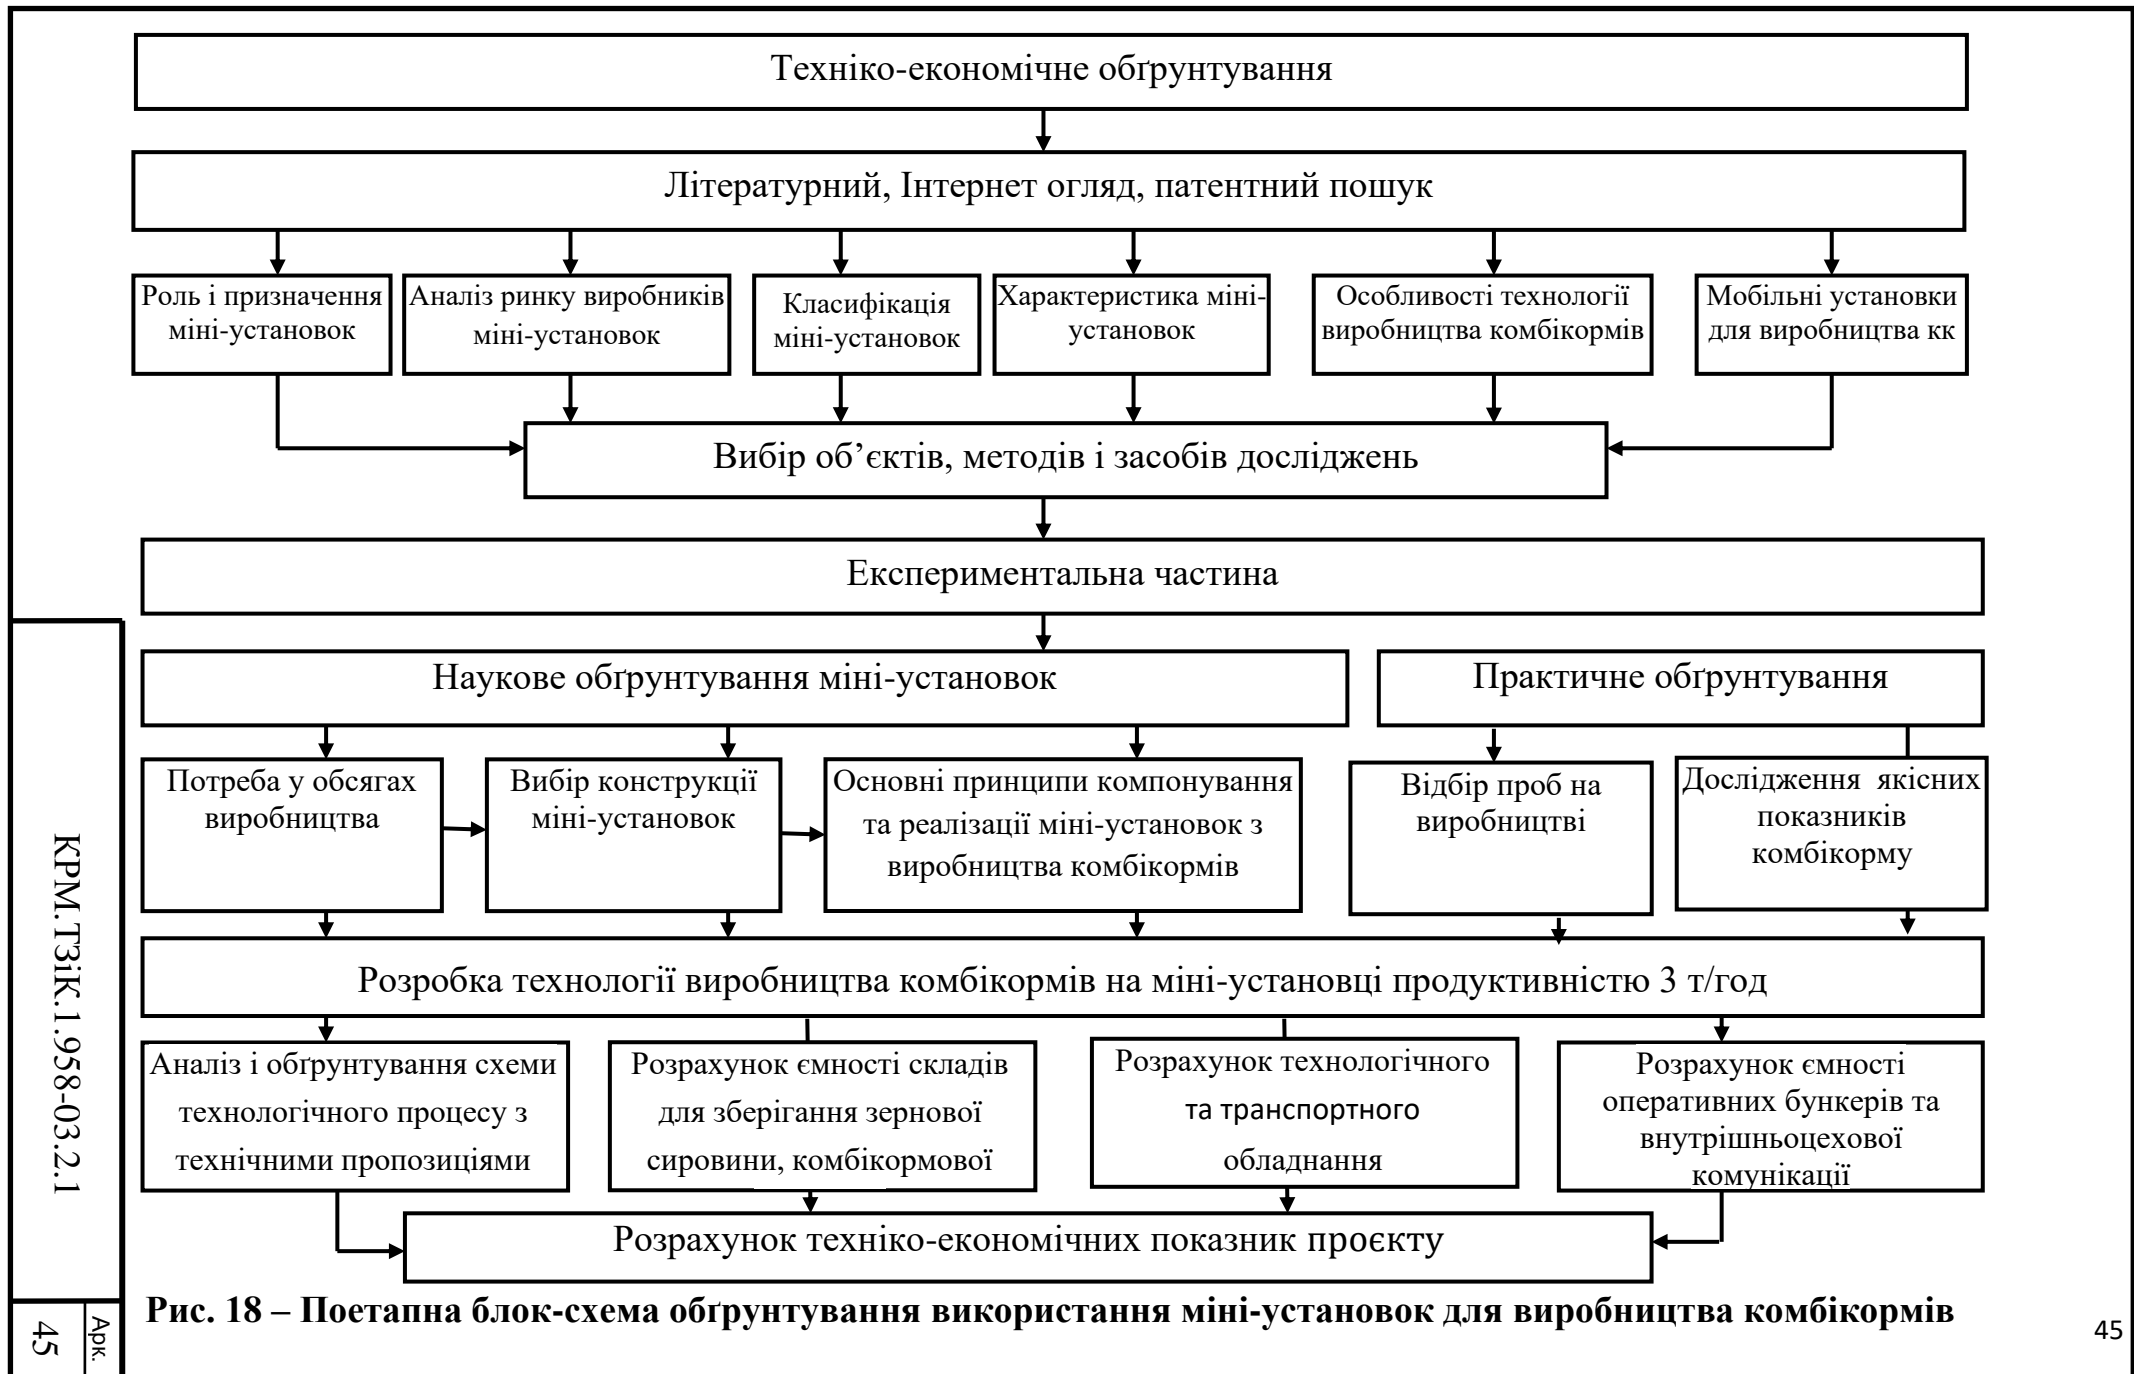 Техніко-економічне обґрунтування
Літературний, Інтернет огляд, патентний пошук
Роль і призначення
міні-установок
Аналіз ринку виробників
міні-установок
Класифікація
міні-установок
Характеристика міні-
установок
Особливості технології
виробництва комбікормів
Мобільні установки
для виробництва кк
Вибір об’єктів, методів і засобів досліджень
Експериментальна частина
Наукове обґрунтування міні-установок
Практичне обґрунтування
Потреба у обсягах
виробництва
Вибір конструкції
міні-установок
Основні принципи компонування
та реалізації міні-установок з
виробництва комбікормів
Відбір проб на
виробництві
Дослідження якісних
показників
комбікорму
Розробка технології виробництва комбікормів на міні-установці продуктивністю 3 т/год
Аналіз і обґрунтування схеми
технологічного процесу з
технічними пропозиціями
Розрахунок ємності складів
для зберігання зернової
сировини, комбікормової
Розрахунок технологічного
та транспортного
обладнання
Розрахунок ємності
оперативних бункерів та
внутрішньоцехової
комунікації
Розрахунок техніко-економічних показник проєкту
Рис. 18 – Поетапна блок-схема обґрунтування використання міні-установок для виробництва комбікормів
КРМ.ТЗіК.1.958-03.2.1
Арк.
45
45